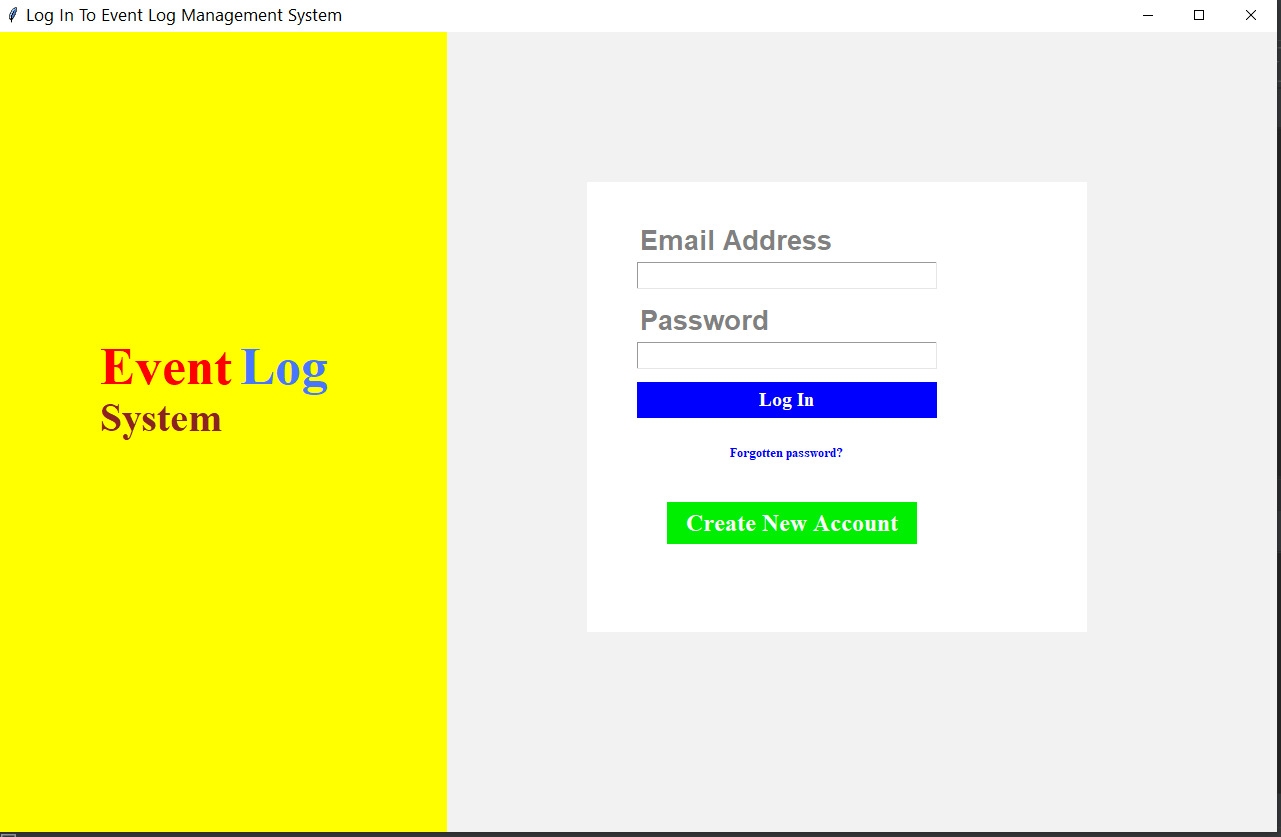 Log In To Event Log Management System
Event Log
System
Email Address
Password
Log In
Forgotten password?
Create New Account